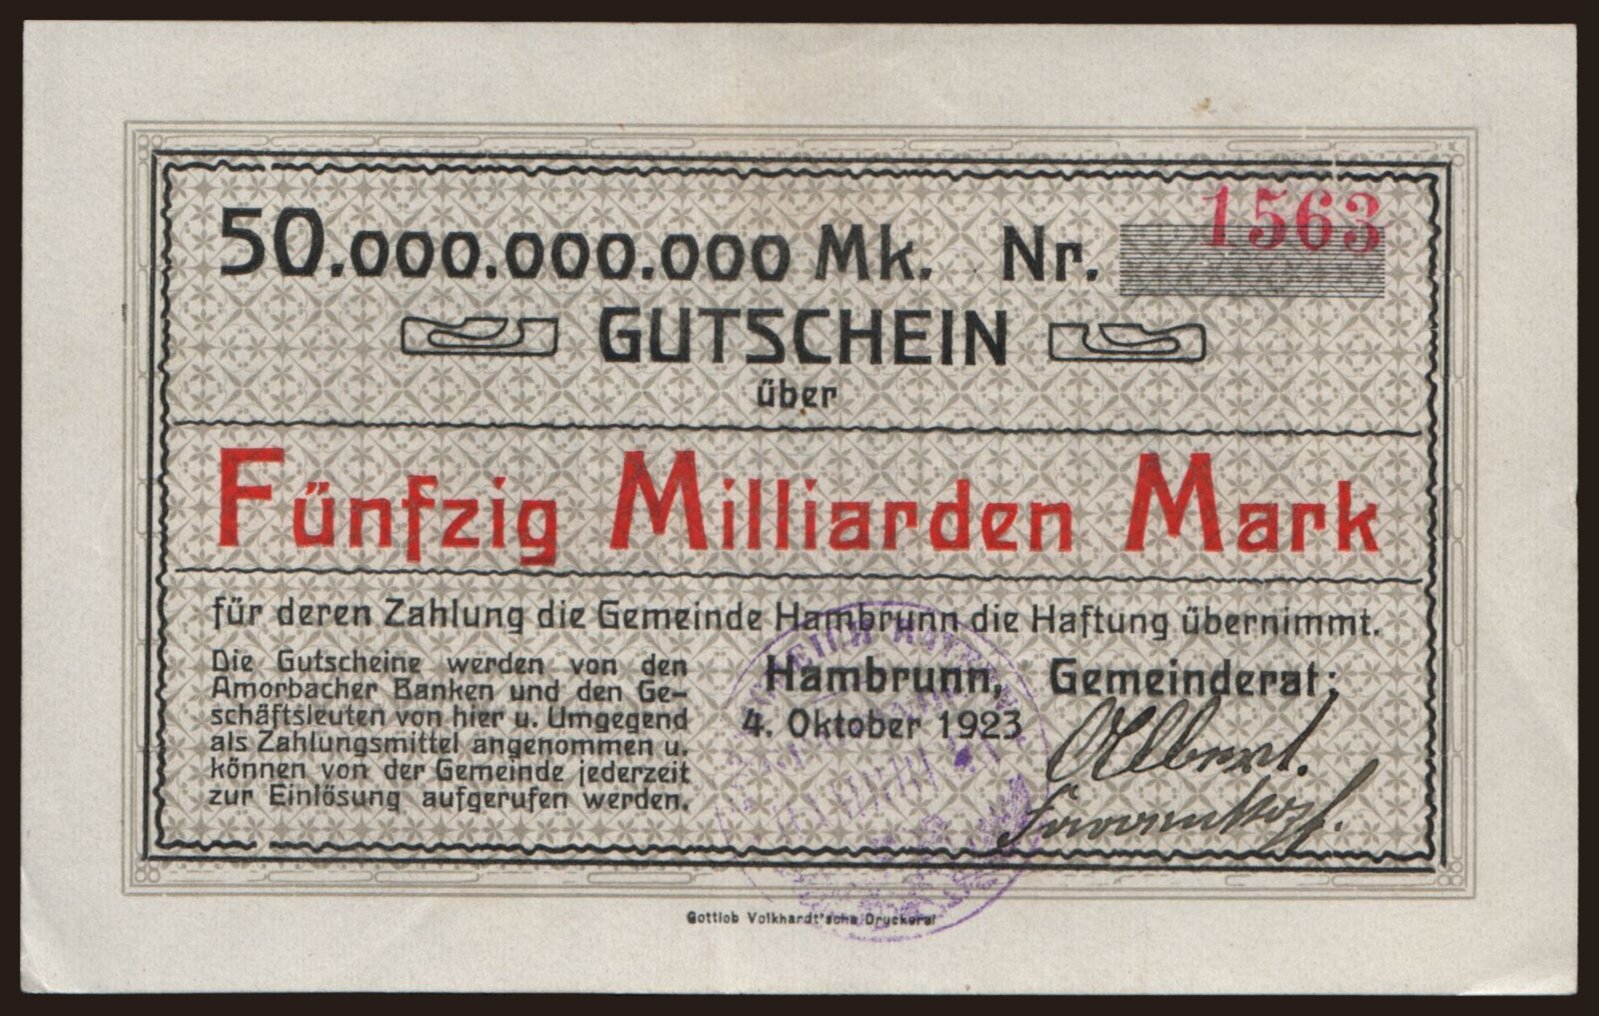 1563
50.000.000.000 Mk. Nr.
GUTSCHEIN
über
Fünfzig Milliarden Mark
für deren Zahlung die Gemeinde Hambrunn die Haftung übernimmt.
Die Gutscheine werden von den
Amorbacher Banken und den Ge-
schäftsleuten von hier u. Umgegend
als Zahlungsmittel angenommen u.
können von der Gemeinde jederzeit
zur Einlösung aufgerufen werden.
Hambrunn,
4. Oktober 1923
Gemeinderat:
Gottlob Volkhardt'sche Druckerei